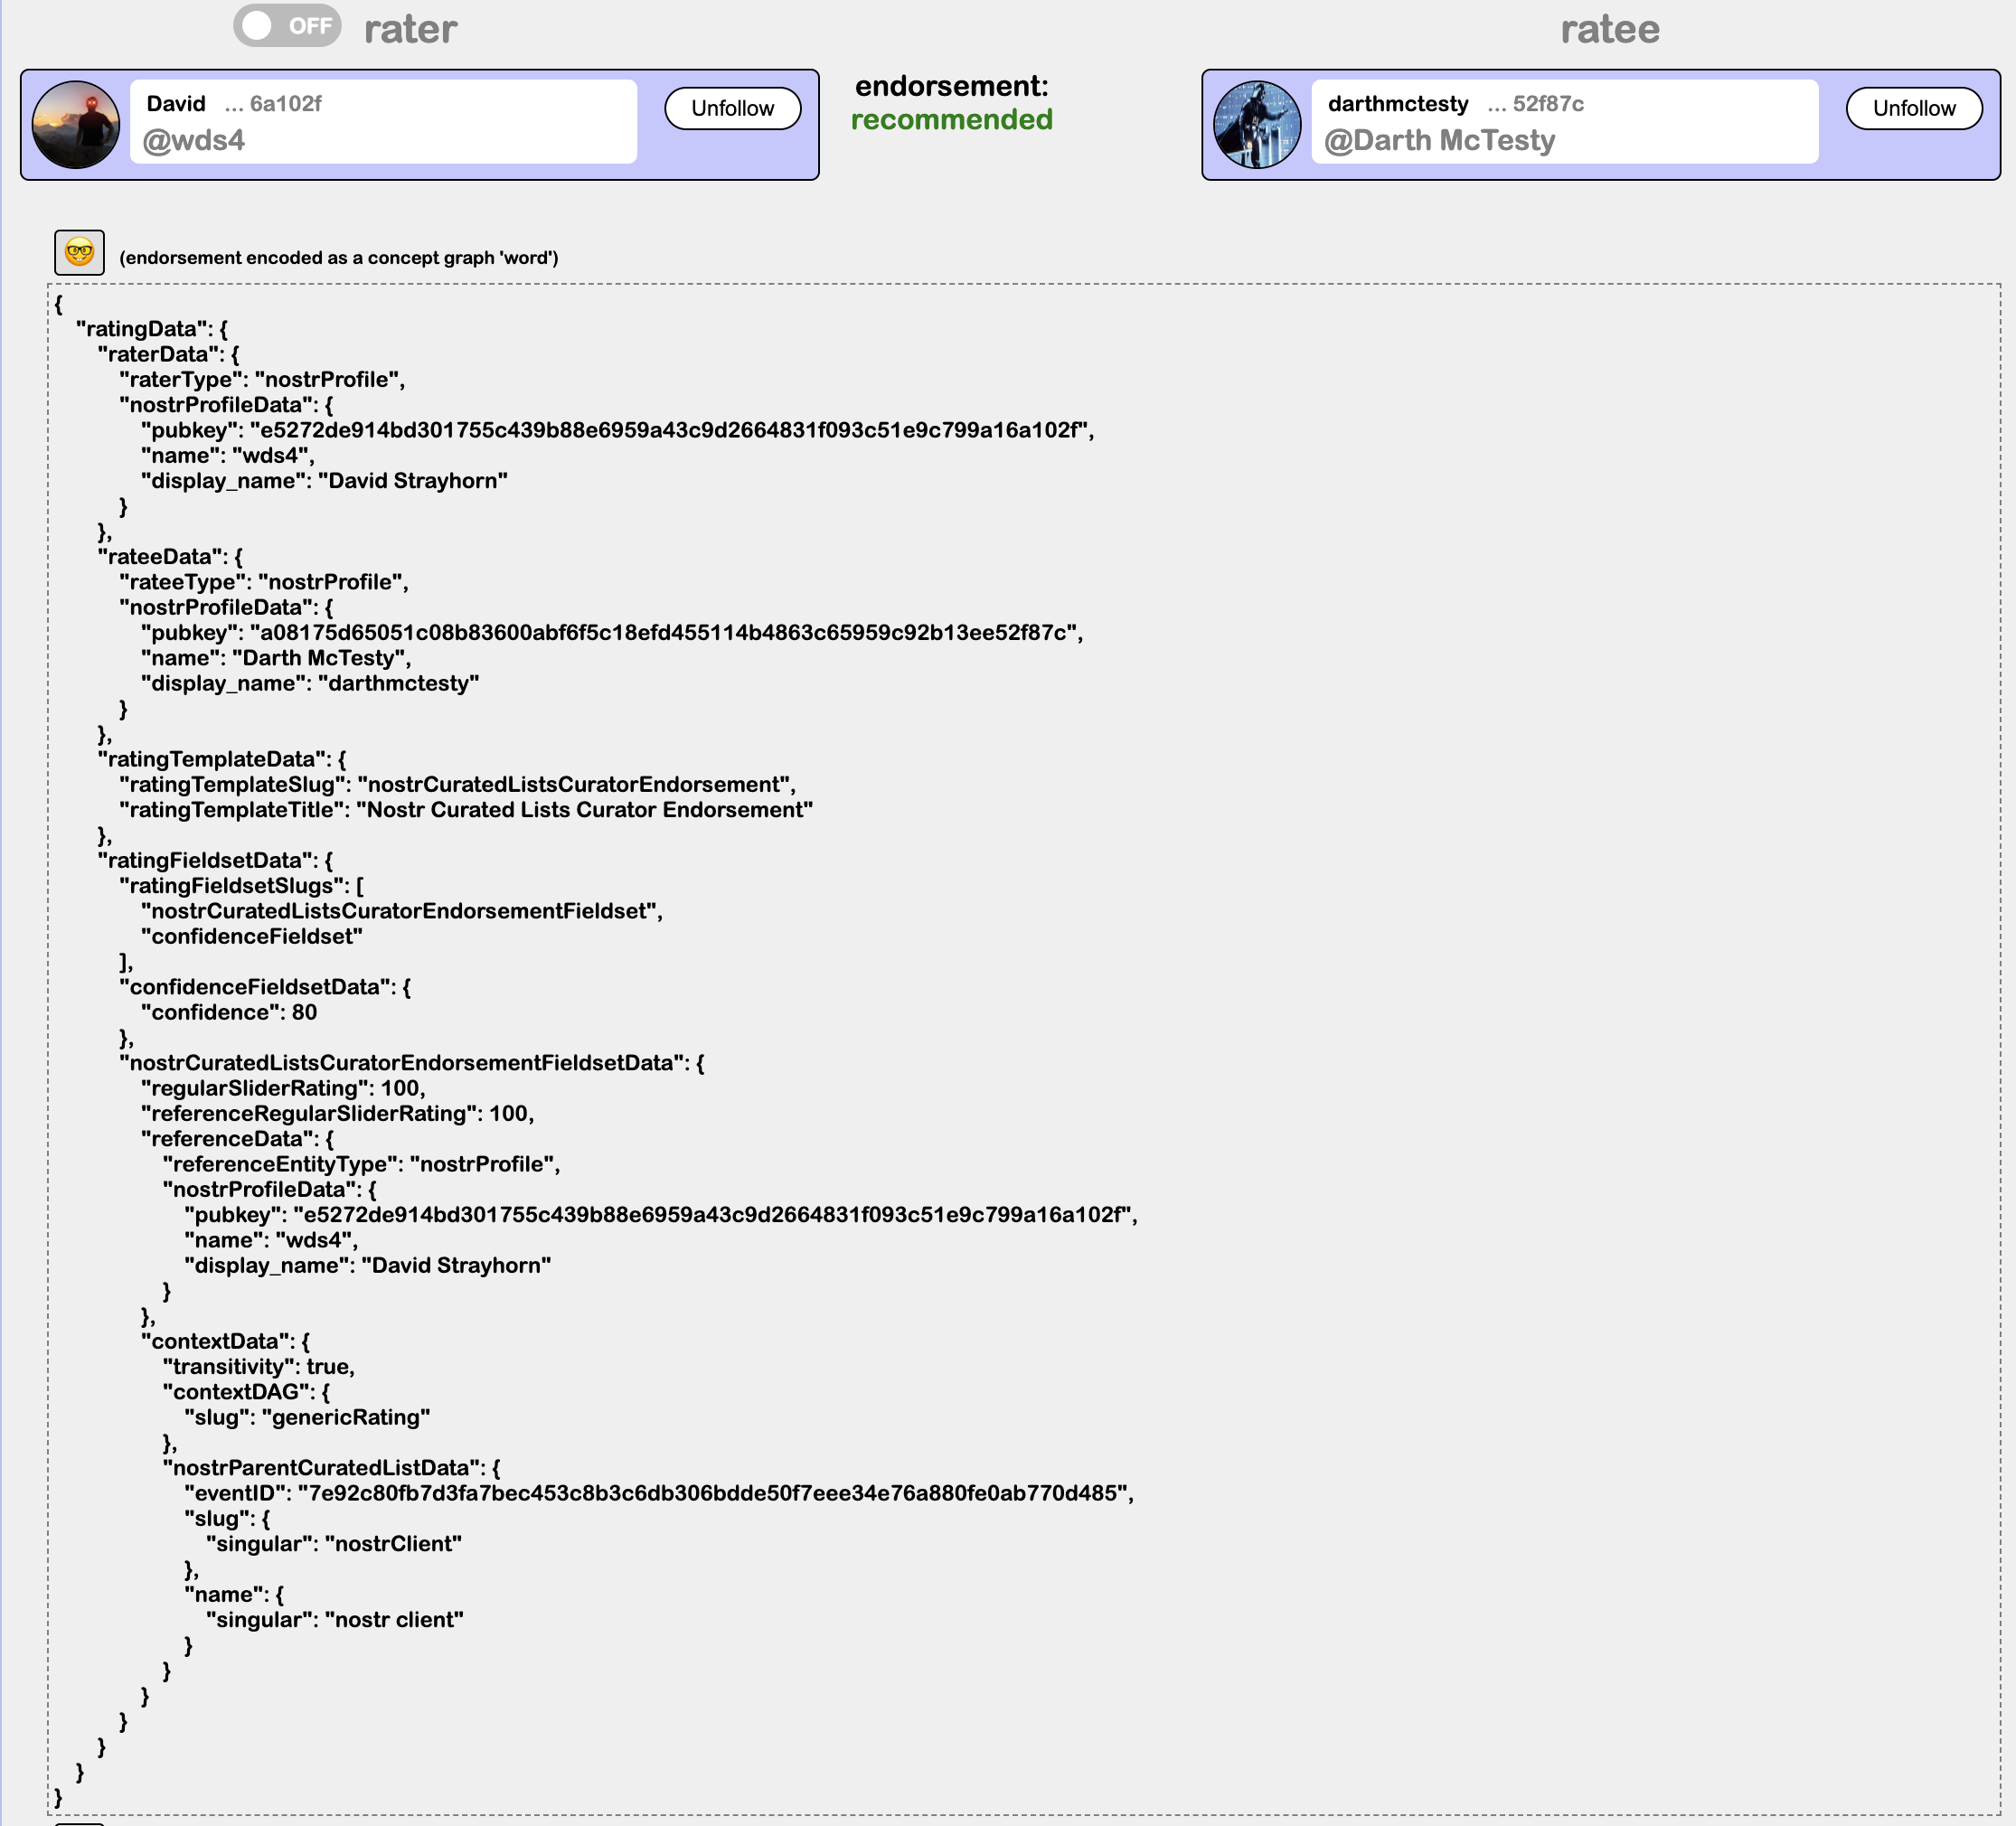 OFF rater ratee
David ... 6a102f
@wds4
Unfollow
endorsement:
recommended
darthmctesty ... 52f87c
@Darth McTesty
Unfollow
(endorsement encoded as a concept graph 'word')
{
"ratingData": {
"raterData": {
"raterType": "nostrProfile",
"nostrProfileData": {
"pubkey": "e5272de914bd301755c439b88e6959a43c9d2664831f093c51e9c799a16a102f",
"name": "wds4",
"display_name": "David Strayhorn"
}
},
"rateeData": {
"rateeType": "nostrProfile",
"nostrProfileData": {
"pubkey": "a08175d65051c08b83600abf6f5c18efd455114b4863c65959c92b13ee52f87c",
"name": "Darth McTesty",
"display_name": "darthmctesty"
}
},
"ratingTemplateData": {
"ratingTemplateSlug": "nostrCuratedListsCuratorEndorsement",
"ratingTemplateTitle": "Nostr Curated Lists Curator Endorsement"
},
"ratingFieldsetData": {
"ratingFieldsetSlugs": [
"nostrCuratedListsCuratorEndorsementFieldset",
"confidenceFieldset"
],
"confidenceFieldsetData": {
"confidence": 80
},
"nostrCuratedListsCuratorEndorsementFieldsetData": {
"regularSliderRating": 100,
"referenceRegularSliderRating": 100,
"referenceData": {
"referenceEntityType": "nostrProfile",
"nostrProfileData": {
"pubkey": "e5272de914bd301755c439b88e6959a43c9d2664831f093c51e9c799a16a102f",
"name": "wds4",
"display_name": "David Strayhorn"
}
},
"contextData": {
"transitivity": true,
"contextDAG": {
"slug": "genericRating"
},
"nostrParentCuratedListData": {
"eventID": "7e92c80fb7d3fa7bec453c8b3c6db306bdde50f7eee34e76a880fe0ab770d485",
"slug": {
"singular": "nostrClient"
},
"name": {
"singular": "nostr client"
}
}
}
}
}
}
}